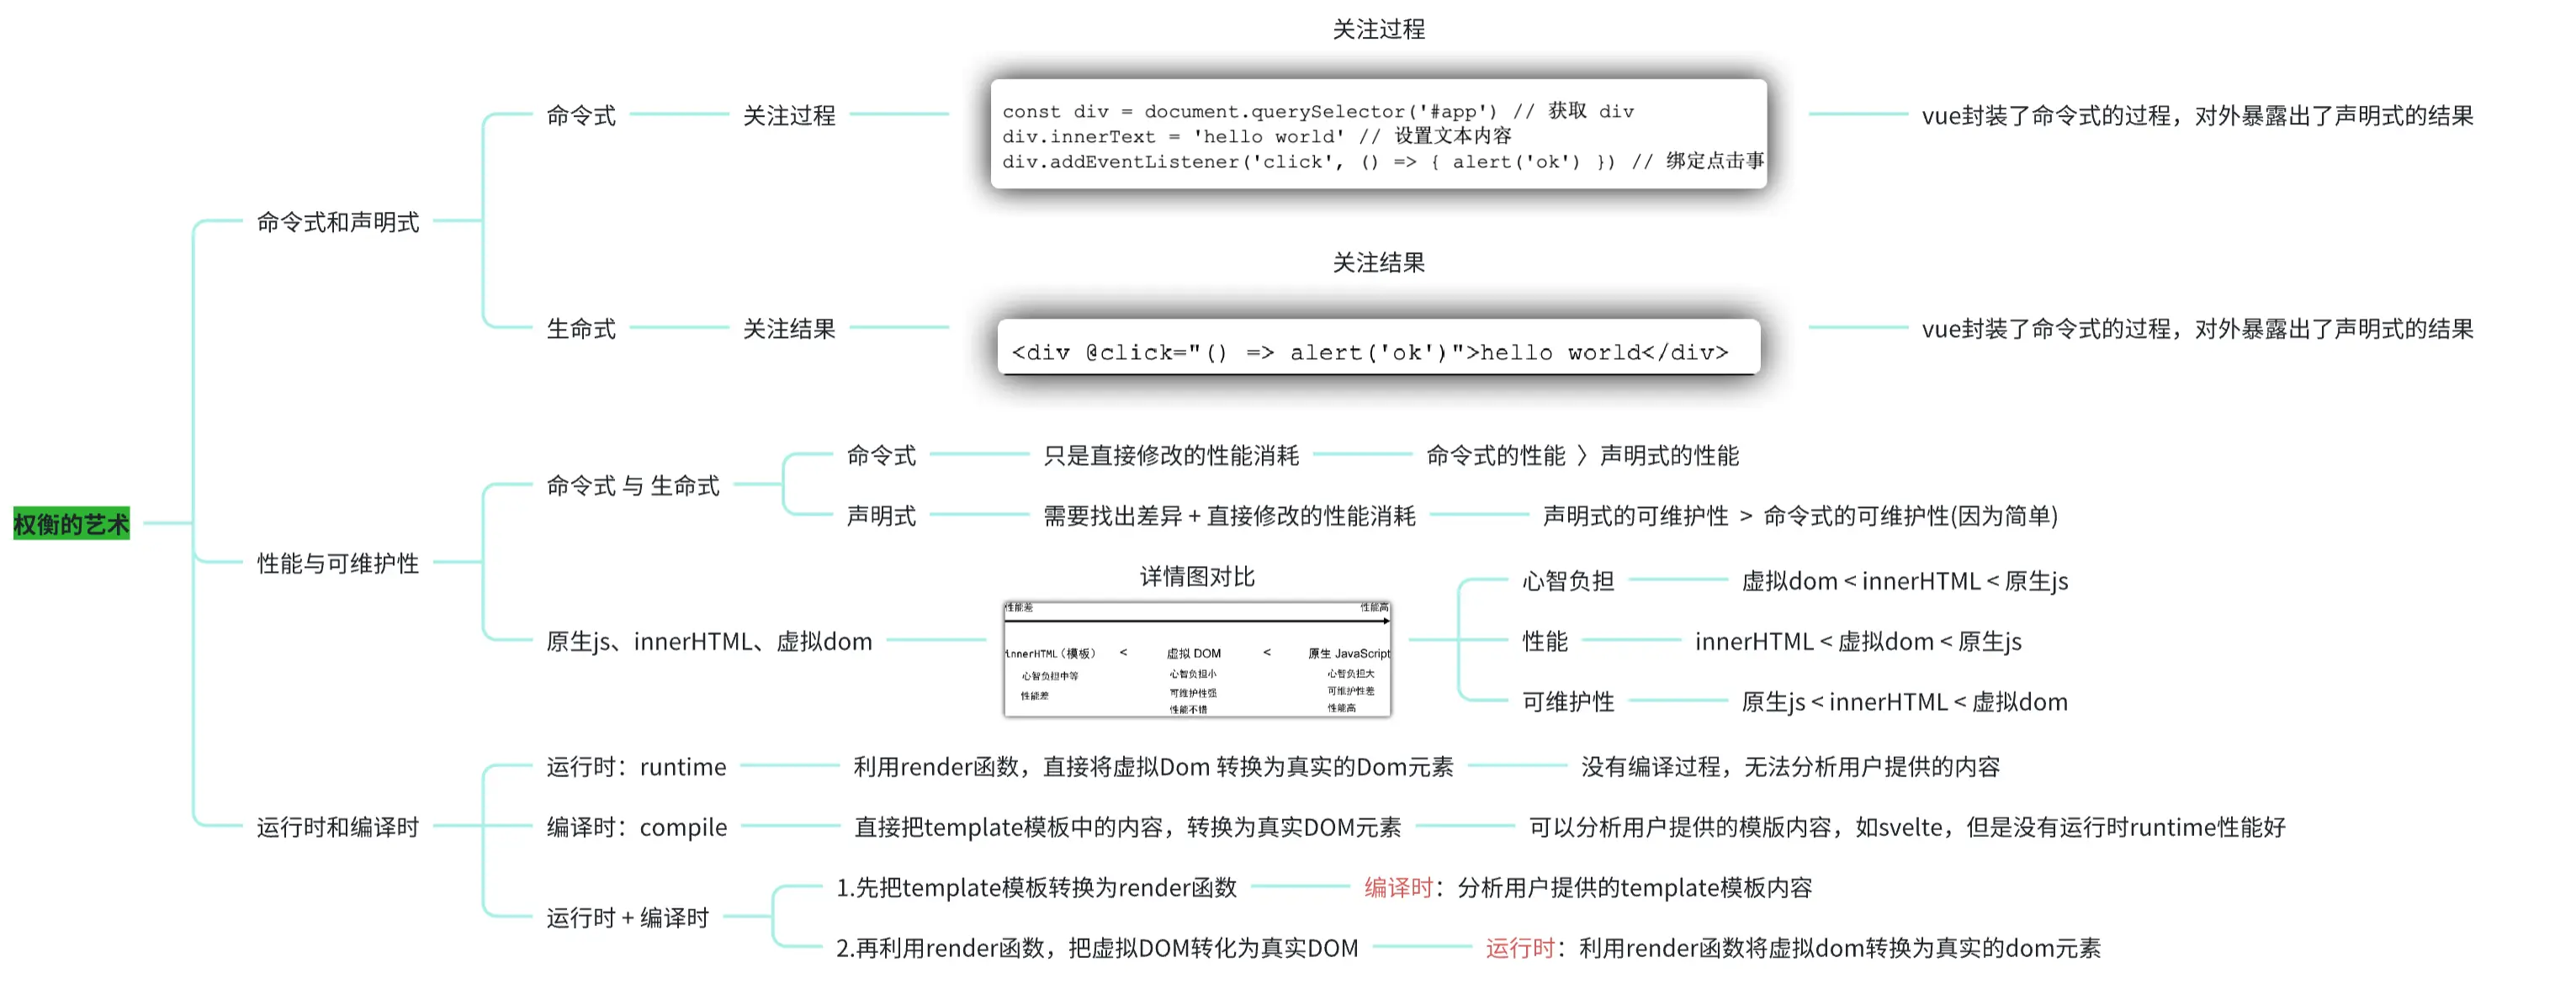 权衡的艺术
命令式和声明式
命令式
关注过程
关注过程
const div = document.querySelector('#app') // 获取 div
div.innerText = 'hello world' // 设置文本内容
div.addEventListener('click', () => { alert('ok') }) // 绑定点击事
vue封装了命令式的过程，对外暴露出了声明式的结果
生命式
关注结果
关注结果
<div @click="() => alert('ok')">hello world</div>
vue封装了命令式的过程，对外暴露出了声明式的结果
性能与可维护性
命令式 与 生命式
命令式
只是直接修改的性能消耗
命令式的性能 〉声明式的性能
声明式
需要找出差异 + 直接修改的性能消耗
声明式的可维护性 > 命令式的可维护性(因为简单)
原生js、innerHTML、虚拟dom
详情图对比
性能差 性能高
innerHTML（模板） < 虚拟 DOM < 原生 JavaScript
心智负担中等 心智负担小 心智负担大
性能差 可维护性强 可维护性差
性能不错 性能高
心智负担
虚拟dom < innerHTML < 原生js
性能
innerHTML < 虚拟dom < 原生js
可维护性
原生js < innerHTML < 虚拟dom
运行时和编译时
运行时：runtime
利用render函数，直接将虚拟Dom 转换为真实的Dom元素
没有编译过程，无法分析用户提供的内容
编译时：compile
直接把template模板中的内容，转换为真实DOM元素
可以分析用户提供的模版内容，如svelte，但是没有运行时runtime性能好
运行时 + 编译时
1.先把template模板转换为render函数
编译时：分析用户提供的template模板内容
2.再利用render函数，把虚拟DOM转化为真实DOM
运行时：利用render函数将虚拟dom转换为真实的dom元素